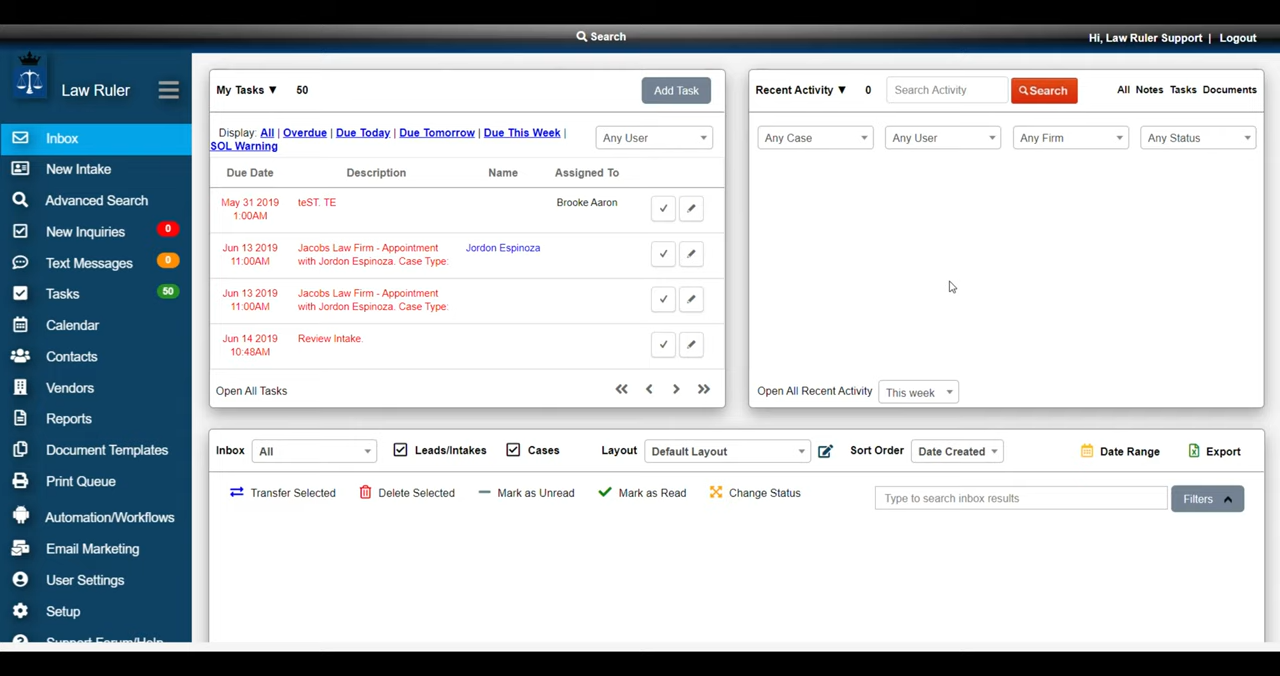 Search
Hi, Law Ruler Support | Logout
Law Ruler
Inbox
New Intake
Advanced Search
New Inquiries 0
Text Messages 0
Tasks 50
Calendar
Contacts
Vendors
Reports
Document Templates
Print Queue
Automation/Workflows
Email Marketing
User Settings
Setup
Support Forum/Help
My Tasks ▼ 50 Add Task
Display: All | Overdue | Due Today | Due Tomorrow | Due This Week |
SOL Warning
Any User
Due Date Description Name Assigned To
May 31 2019 teST. TE Brooke Aaron
1:00AM
Jun 13 2019 Jacobs Law Firm - Appointment Jordon Espinoza
11:00AM with Jordon Espinoza. Case Type:
Jun 13 2019 Jacobs Law Firm - Appointment
11:00AM with Jordon Espinoza. Case Type:
Jun 14 2019 Review Intake.
10:48AM
Open All Tasks
Recent Activity ▼ 0 Search Activity Search All Notes Tasks Documents
Any Case Any User Any Firm Any Status
Open All Recent Activity This week
Inbox All Leads/Intakes Cases Layout Default Layout Sort Order Date Created Date Range Export
Transfer Selected Delete Selected Mark as Unread Mark as Read Change Status Type to search inbox results Filters